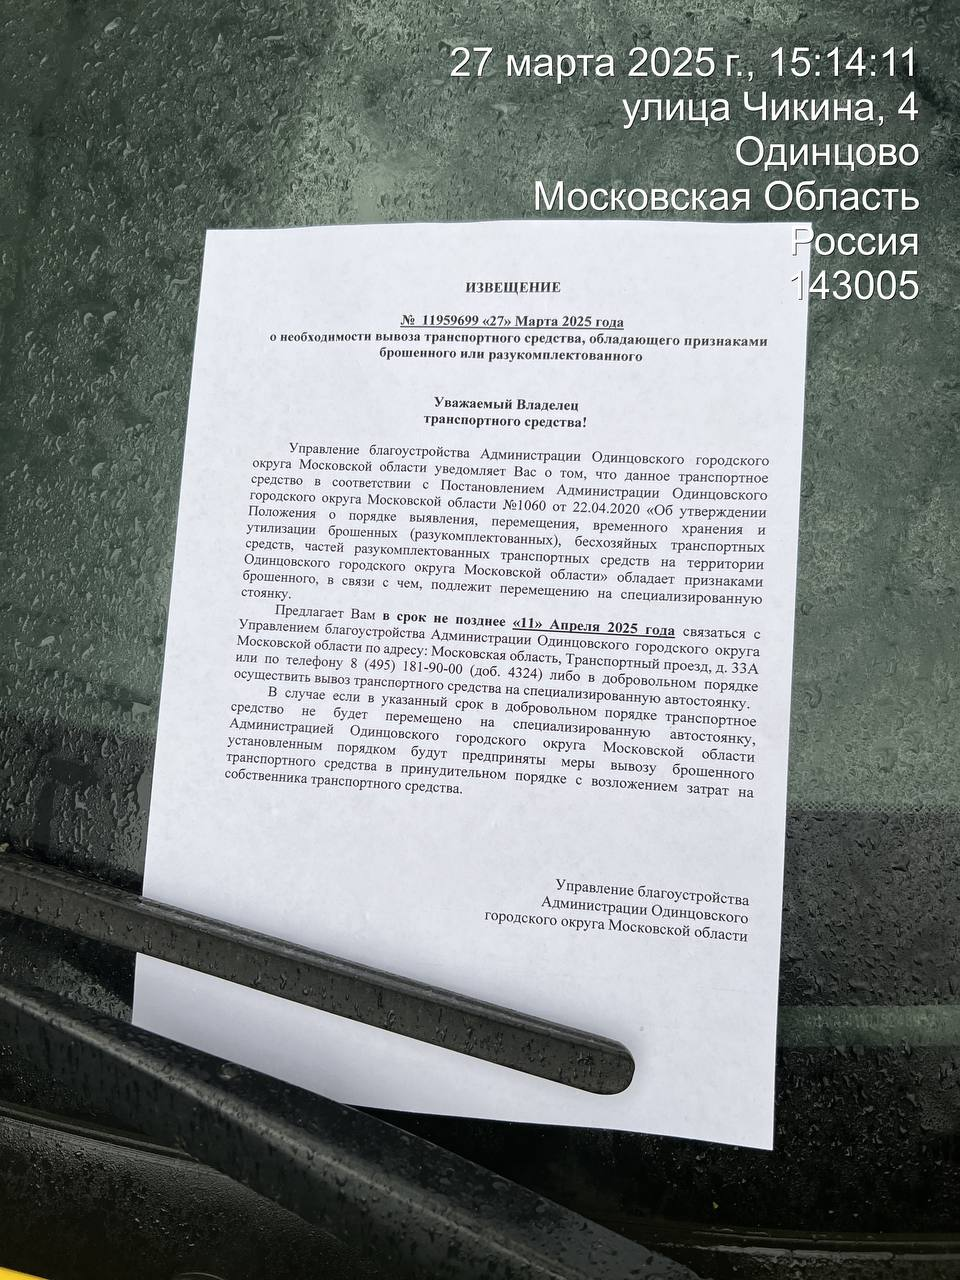 27 марта 2025 г., 15:14:11
улица Чикина, 4
Одинцово
Московская Область
Россия
143005
ИЗВЕЩЕНИЕ
№ 11959699 «27» Марта 2025 года
о необходимости вывоза транспортного средства, обладающего признаками
брошенного или разукомплектованного
Уважаемый Владелец
транспортного средства!
Управление благоустройства Администрации Одинцовского городского
округа Московской области уведомляет Вас о том, что данное транспортное
средство в соответствии с Постановлением Администрации Одинцовского
городского округа Московской области №1060 от 22.04.2020 «Об утверждении
Положения о порядке выявления, перемещения, временного хранения и
утилизации брошенных (разукомплектованных), бесхозяйных транспортных
средств, частей разукомплектованных транспортных средств на территории
Одинцовского городского округа Московской области» обладает признаками
брошенного, в связи с чем, подлежит перемещению на специализированную
стоянку.
Предлагает Вам в срок не позднее «11» Апреля 2025 года связаться с
Управлением благоустройства Администрации Одинцовского городского округа
Московской области по адресу: Московская область, Транспортный проезд, д. 33А
или по телефону 8 (495) 181-90-00 (доб. 4324) либо в добровольном порядке
осуществить вывоз транспортного средства на специализированную автостоянку.
В случае если в указанный срок в добровольном порядке транспортное
средство не будет перемещено на специализированную автостоянку,
Администрацией Одинцовского городского округа Московской области
установленным порядком будут предприняты меры вывозу брошенного
транспортного средства в принудительном порядке с возложением затрат на
собственника транспортного средства.
Управление благоустройства
Администрации Одинцовского
городского округа Московской области